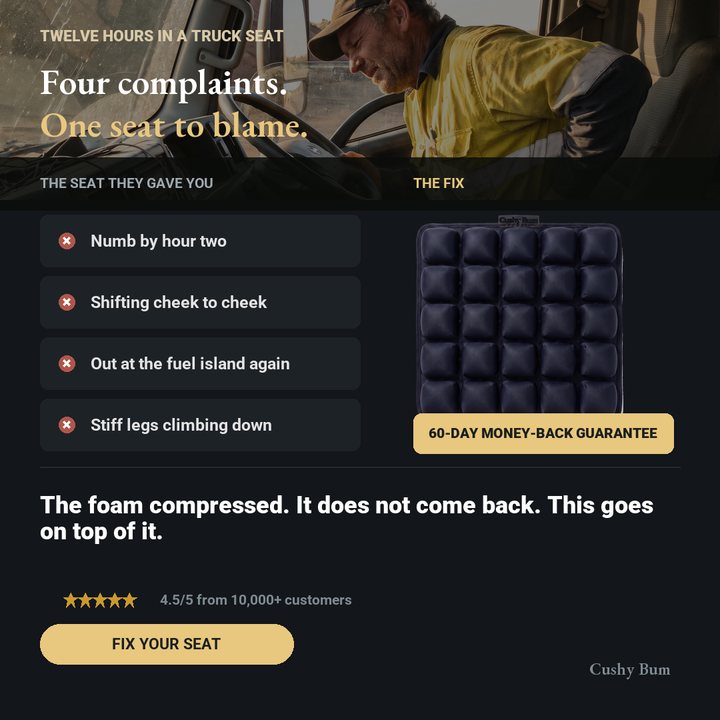 TWELVE HOURS IN A TRUCK SEAT
Four complaints.
One seat to blame.
THE SEAT THEY GAVE YOU
THE FIX
Numb by hour two
Shifting cheek to cheek
Out at the fuel island again
Stiff legs climbing down
Cushy Bum
60-DAY MONEY-BACK GUARANTEE
The foam compressed. It does not come back. This goes
on top of it.
4.5/5 from 10,000+ customers
FIX YOUR SEAT
Cushy Bum